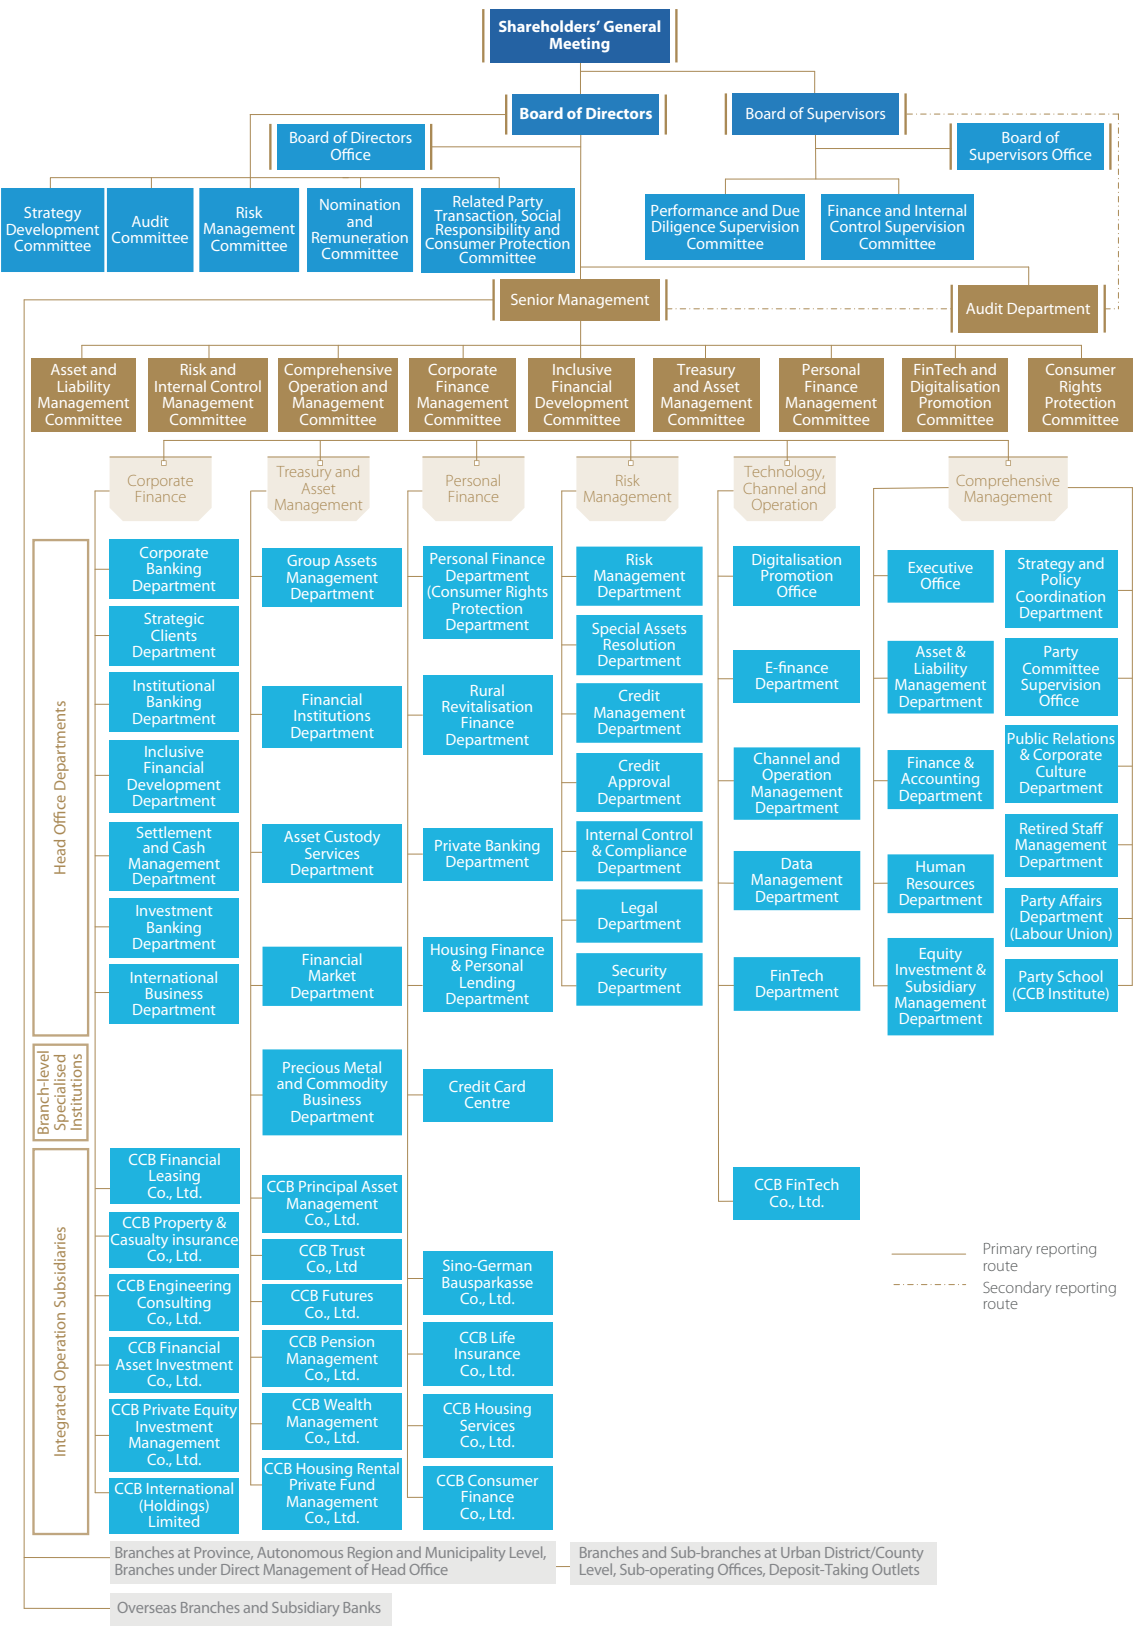 Shareholders' General
Meeting
Board of Directors
Board of Supervisors
Board of Directors
Office
Board of
Supervisors Office
Strategy
Development
Committee
Audit
Committee
Risk
Management
Committee
Nomination
and
Remuneration
Committee
Related Party
Transaction, Social
Responsibility and
Consumer Protection
Committee
Performance and Due
Diligence Supervision
Committee
Finance and Internal
Control Supervision
Committee
Senior Management
Audit Department
Asset and
Liability
Management
Committee
Risk and
Internal Control
Management
Committee
Comprehensive
Operation and
Management
Committee
Corporate
Finance
Management
Committee
Inclusive
Financial
Development
Committee
Treasury
and Asset
Management
Committee
Personal
Finance
Management
Committee
FinTech and
Digitalisation
Promotion
Committee
Consumer
Rights
Protection
Committee
Corporate
Finance
Treasury and
Asset
Management
Personal
Finance
Risk
Management
Technology,
Channel and
Operation
Comprehensive
Management
Head Office Departments
Corporate
Banking
Department
Strategic
Clients
Department
Institutional
Banking
Department
Inclusive
Financial
Development
Department
Settlement
and Cash
Management
Department
Investment
Banking
Department
International
Business
Department
Group Assets
Management
Department
Financial
Institutions
Department
Asset Custody
Services
Department
Financial
Market
Department
Personal Finance
Department
(Consumer Rights
Protection
Department
Rural
Revitalisation
Finance
Department
Private Banking
Department
Housing Finance
& Personal
Lending
Department
Risk
Management
Department
Special Assets
Resolution
Department
Credit
Management
Department
Credit
Approval
Department
Internal Control
& Compliance
Department
Legal
Department
Security
Department
Digitalisation
Promotion
Office
E-finance
Department
Channel and
Operation
Management
Department
Data
Management
Department
FinTech
Department
Executive
Office
Asset &
Liability
Management
Department
Finance &
Accounting
Department
Human
Resources
Department
Equity
Investment &
Subsidiary
Management
Department
Strategy and
Policy
Coordination
Department
Party
Committee
Supervision
Office
Public Relations
& Corporate
Culture
Department
Retired Staff
Management
Department
Party Affairs
Department
(Labour Union)
Party School
(CCB Institute)
Branch-level
Specialised
Institutions
Precious Metal
and Commodity
Business
Department
Credit Card
Centre
Integrated Operation Subsidiaries
CCB Financial
Leasing
Co., Ltd.
CCB Property &
Casualty insurance
Co., Ltd.
CCB Engineering
Consulting
Co., Ltd.
CCB Financial
Asset Investment
Co., Ltd.
CCB Private Equity
Investment
Management
Co., Ltd.
CCB International
(Holdings)
Limited
CCB Principal Asset
Management
Co., Ltd.
CCB Trust
Co., Ltd
CCB Futures
Co., Ltd.
CCB Pension
Management
Co., Ltd.
CCB Wealth
Management
Co., Ltd.
CCB Housing Rental
Private Fund
Management
Co., Ltd.
Sino-German
Bausparkasse
Co., Ltd.
CCB Life
Insurance
Co., Ltd.
CCB Housing
Services
Co., Ltd.
CCB Consumer
Finance
Co., Ltd.
CCB FinTech
Co., Ltd.
Primary reporting
route
Secondary reporting
route
Branches at Province, Autonomous Region and Municipality Level,
Branches under Direct Management of Head Office
Branches and Sub-branches at Urban District/County
Level, Sub-operating Offices, Deposit-Taking Outlets
Overseas Branches and Subsidiary Banks